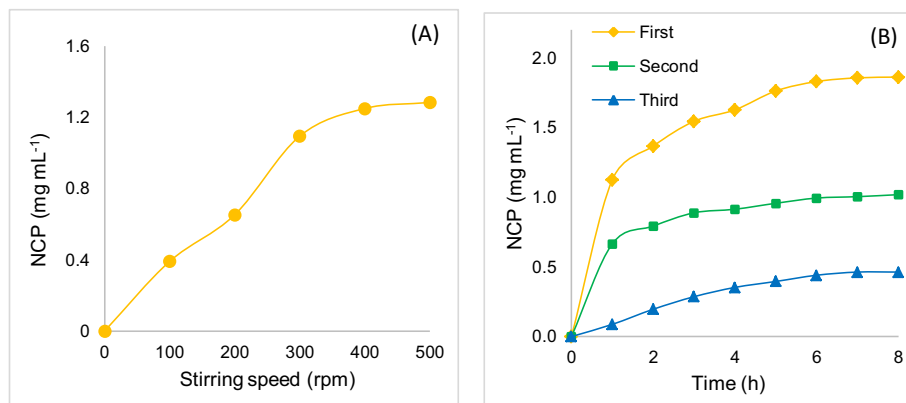 (A)
1.6
1.2
0.8
0.4
0
NCP (mg mL⁻¹)
0 100 200 300 400 500
Stirring speed (rpm)
(B)
First
Second
Third
2.0
1.5
1.0
0.5
0.0
NCP (mg mL⁻¹)
0 2 4 6 8
Time (h)